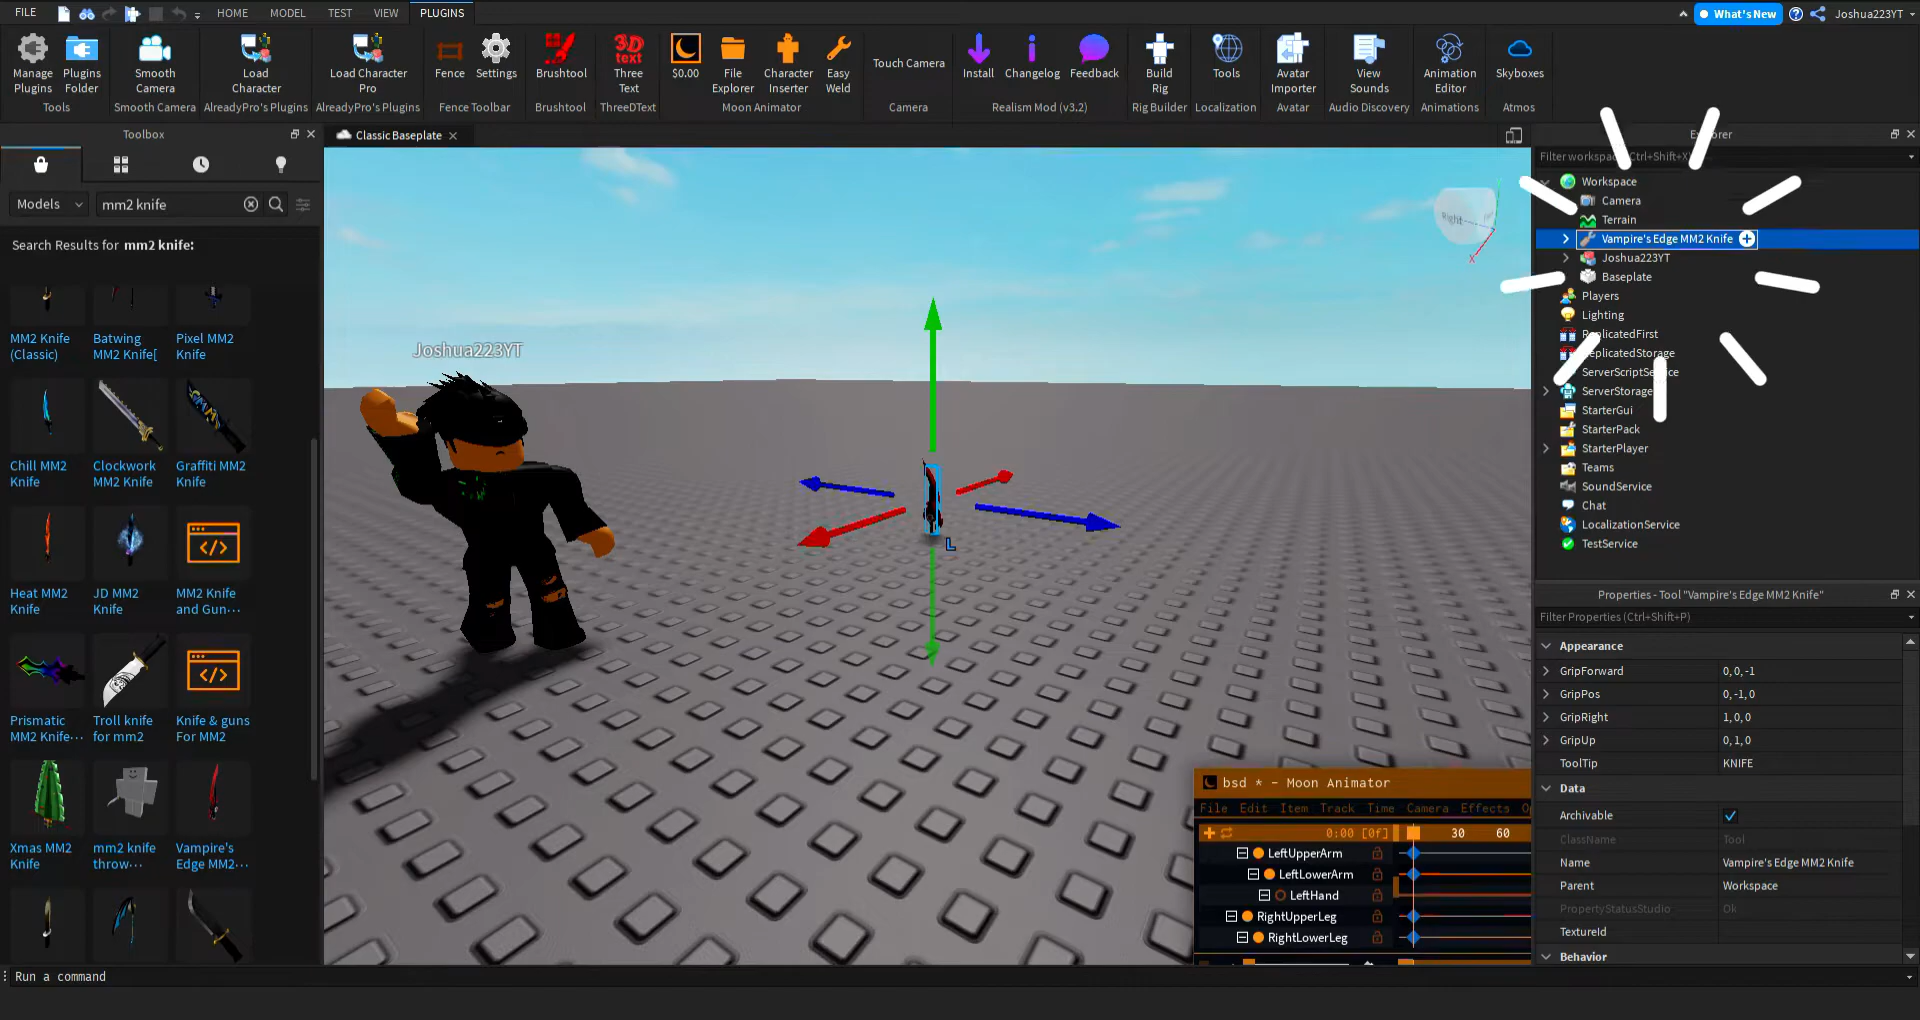 FILE
HOME
MODEL
TEST
VIEW
PLUGINS
What's New
Joshua223YT
Manage Plugins
Plugins Folder
Smooth Camera
Load Character
Load Character Pro
Fence
Settings
Brushtool
3D text
Three Text
$0.00
File Explorer
Character Inserter
Easy Weld
Touch Camera
Install
Changelog
Feedback
Build Rig
Tools
Avatar Importer
View Sounds
Animation Editor
Skyboxes
Tools
Smooth Camera
AlreadyPro's Plugins
AlreadyPro's Plugins
Fence Toolbar
Brushtool
ThreeDText
Moon Animator
Camera
Realism Mod (v3.2)
Rig Builder
Localization
Avatar
Audio Discovery
Animations
Atmos
Toolbox
Models
mm2 knife
Search Results for mm2 knife:
MM2 Knife (Classic)
Batwing MM2 Knife[
Pixel MM2 Knife
Chill MM2 Knife
Clockwork MM2 Knife
Graffiti MM2 Knife
Heat MM2 Knife
JD MM2 Knife
MM2 Knife and Gun...
Prismatic MM2 Knife...
Troll knife for mm2
Knife & guns For MM2
Xmas MM2 Knife
mm2 knife throw...
Vampire's Edge MM2...
Classic Baseplate
Joshua223YT
Right
X
L
bsd * - Moon Animator
File Edit Item Track Time Camera Effects
0:00 [0f] 30 60
LeftUpperArm
LeftLowerArm
LeftHand
RightUpperLeg
RightLowerLeg
Filter workspace (Ctrl+Shift+X)
Workspace
Camera
Terrain
Vampire's Edge MM2 Knife
Joshua223YT
Baseplate
Players
Lighting
ReplicatedFirst
ReplicatedStorage
ServerScriptService
ServerStorage
StarterGui
StarterPack
StarterPlayer
Teams
SoundService
Chat
LocalizationService
TestService
Properties - Tool "Vampire's Edge MM2 Knife"
Filter Properties (Ctrl+Shift+P)
Appearance
GripForward 0, 0, -1
GripPos 0, -1, 0
GripRight 1, 0, 0
GripUp 0, 1, 0
ToolTip KNIFE
Data
Archivable
ClassName Tool
Name Vampire's Edge MM2 Knife
Parent Workspace
PropertyStatusStudio Ok
TextureId
Behavior
Run a command